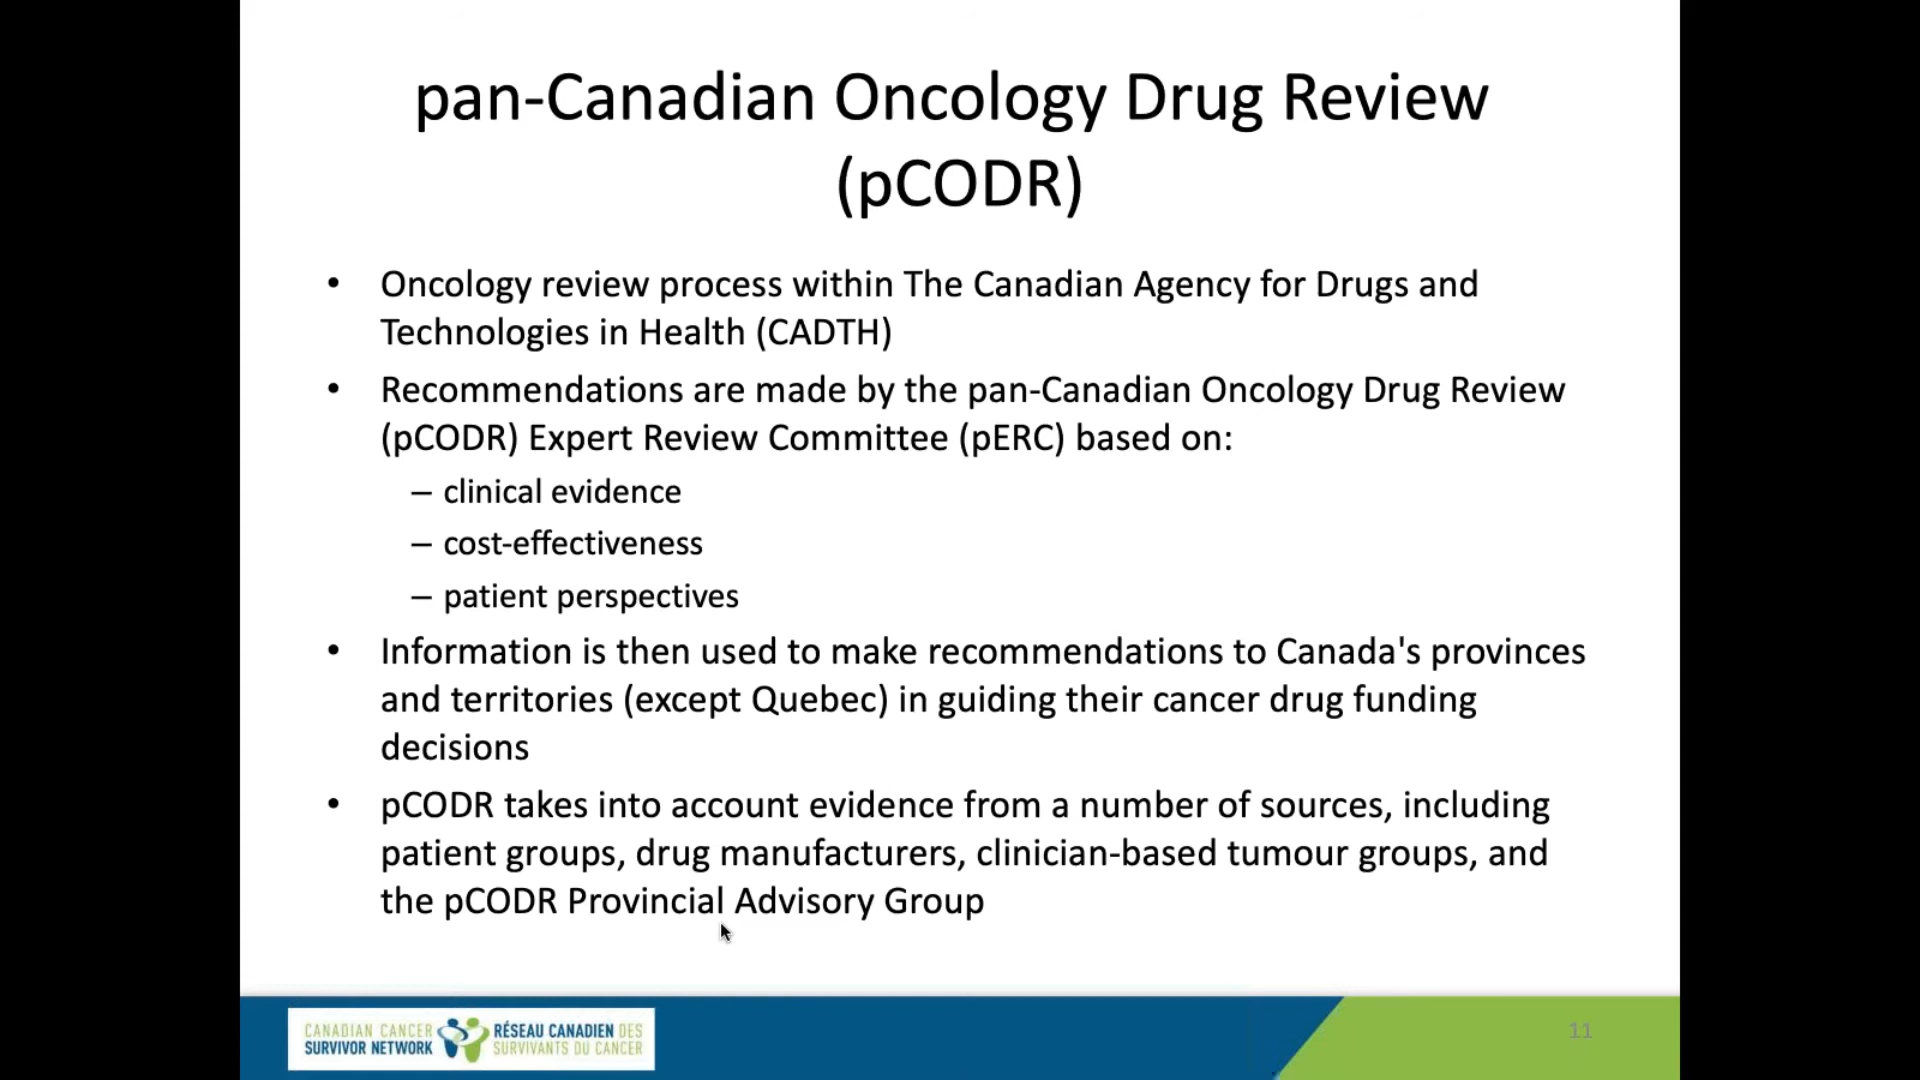 pan-Canadian Oncology Drug Review
(pCODR)
• Oncology review process within The Canadian Agency for Drugs and
Technologies in Health (CADTH)
• Recommendations are made by the pan-Canadian Oncology Drug Review
(pCODR) Expert Review Committee (pERC) based on:
– clinical evidence
– cost-effectiveness
– patient perspectives
• Information is then used to make recommendations to Canada's provinces
and territories (except Quebec) in guiding their cancer drug funding
decisions
• pCODR takes into account evidence from a number of sources, including
patient groups, drug manufacturers, clinician-based tumour groups, and
the pCODR Provincial Advisory Group
CANADIAN CANCER
SURVIVOR NETWORK
RÉSEAU CANADIEN DES
SURVIVANTS DU CANCER
11